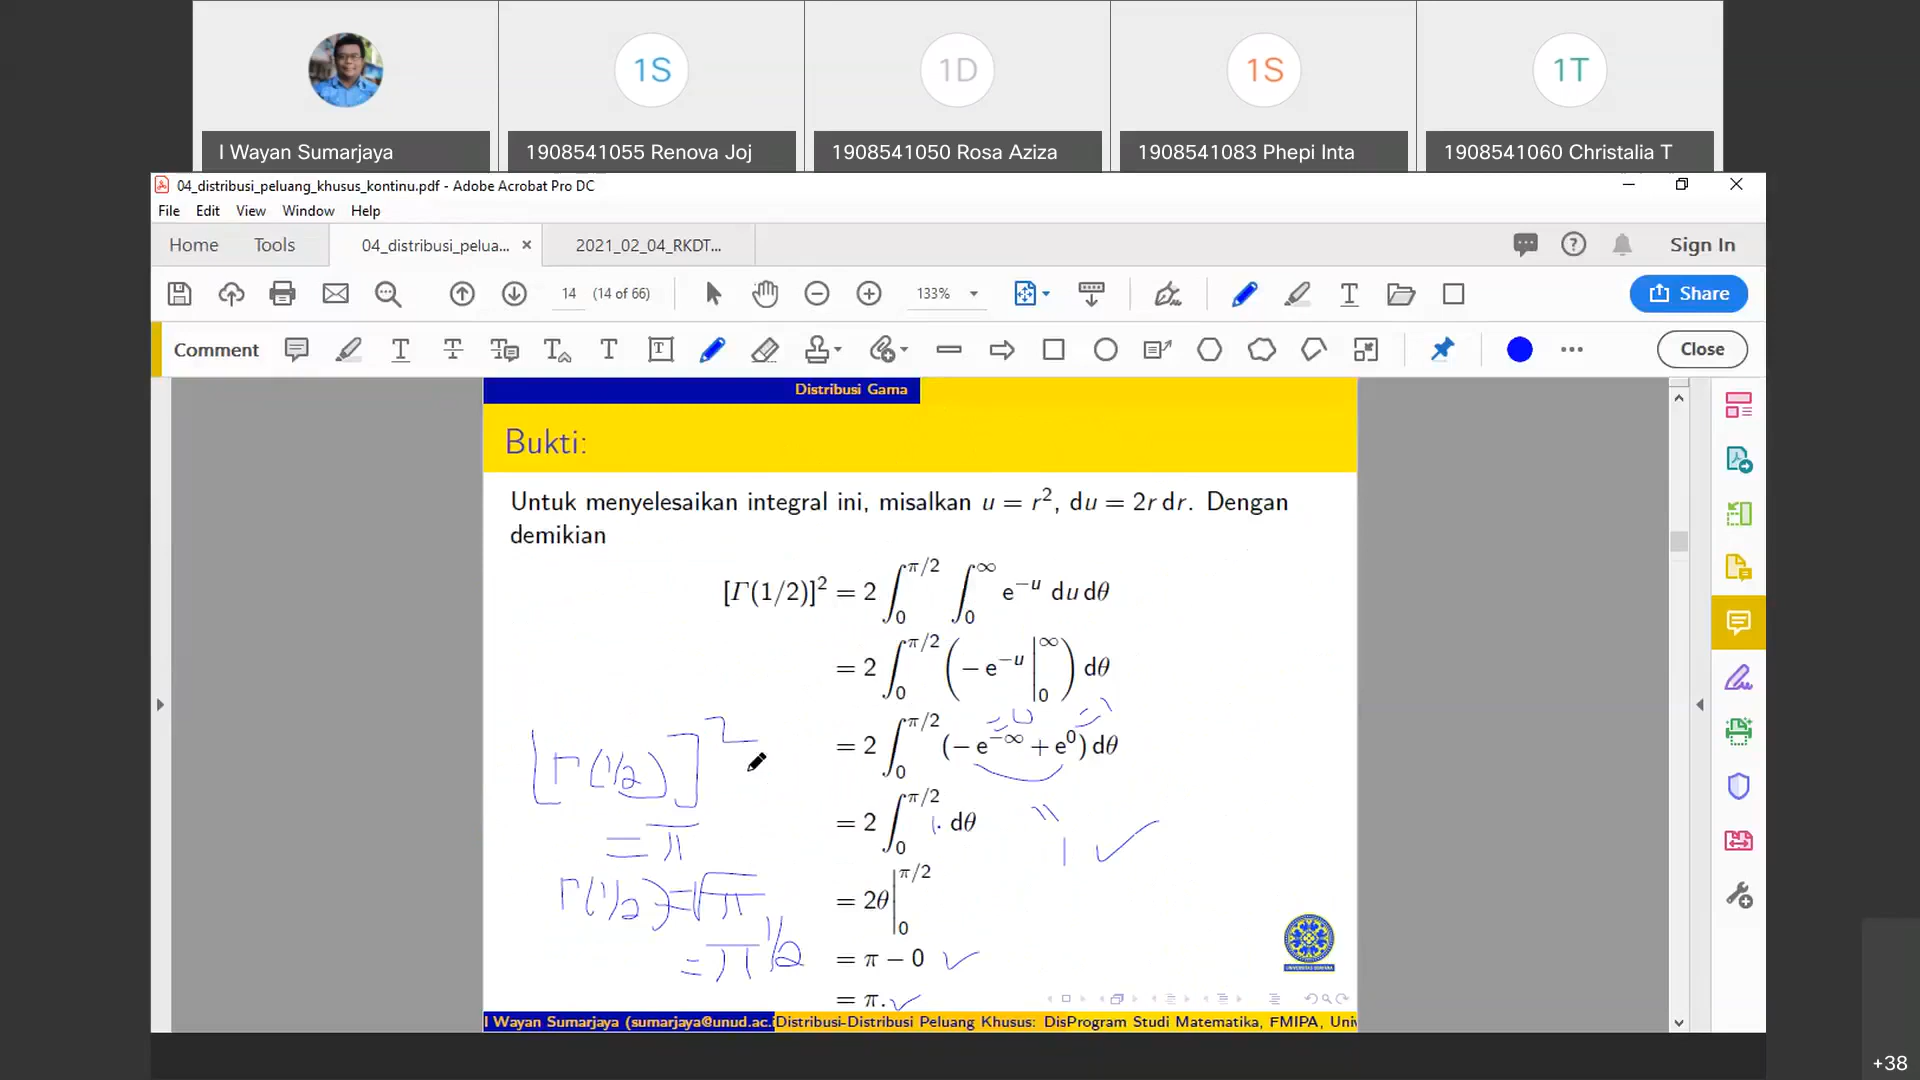 1S
1D
1S
1T
I Wayan Sumarjaya
1908541055 Renova Joj
1908541050 Rosa Aziza
1908541083 Phepi Inta
1908541060 Christalia T
04_distribusi_peluang_khusus_kontinu.pdf - Adobe Acrobat Pro DC
File Edit View Window Help
Home Tools 04_distribusi_pelua... × 2021_02_04_RKDT... Sign In
14 (14 of 66) 133% Share
Comment Close
Distribusi Gama
Bukti:
Untuk menyelesaikan integral ini, misalkan u = r², du = 2r dr. Dengan
demikian
[Γ(1/2)]² = 2 ∫₀^{π/2} ∫₀^∞ e^{−u} du dθ
= 2 ∫₀^{π/2} (− e^{−u} |₀^∞) dθ
= 0 = 1
= 2 ∫₀^{π/2} (− e^{−∞} + e⁰) dθ
= 2 ∫₀^{π/2} 1. dθ
1 ✓
= 2θ |₀^{π/2}
= π − 0 ✓
= π. ✓
[Γ(1/2)]²
= π
Γ(1/2) = √π
= π^{1/2}
I Wayan Sumarjaya (sumarjaya@unud.ac.i Distribusi-Distribusi Peluang Khusus: Dis Program Studi Matematika, FMIPA, Univ
UNIVERSITAS UDAYANA
+38